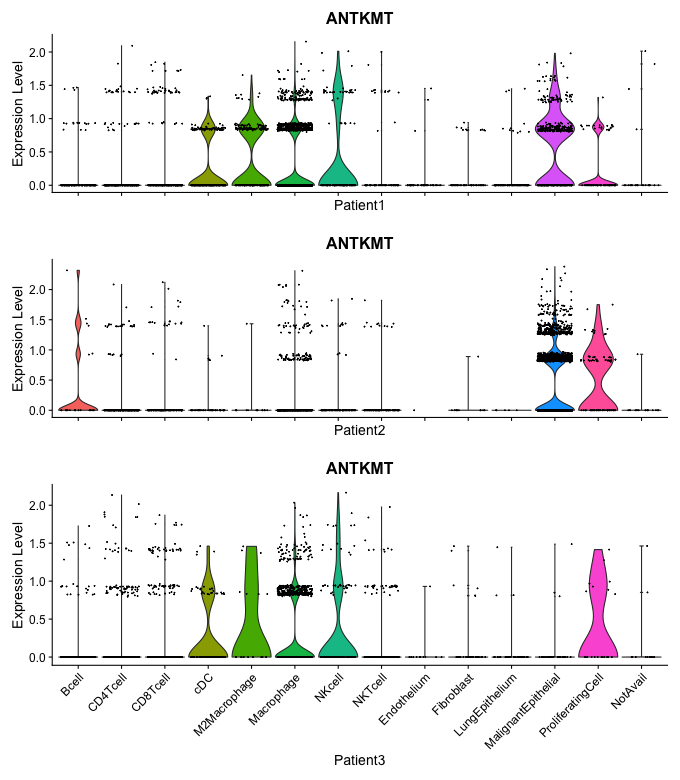 ANTKMT
Expression Level
2.0
1.5
1.0
0.5
0.0
Patient1
ANTKMT
Expression Level
2.0
1.5
1.0
0.5
0.0
Patient2
ANTKMT
Expression Level
2.0
1.5
1.0
0.5
0.0
Bcell
CD4Tcell
CD8Tcell
cDC
M2Macrophage
Macrophage
NKcell
NKTcell
Endothelium
Fibroblast
LungEpithelium
MalignantEpithelial
ProliferatingCell
NotAvail
Patient3